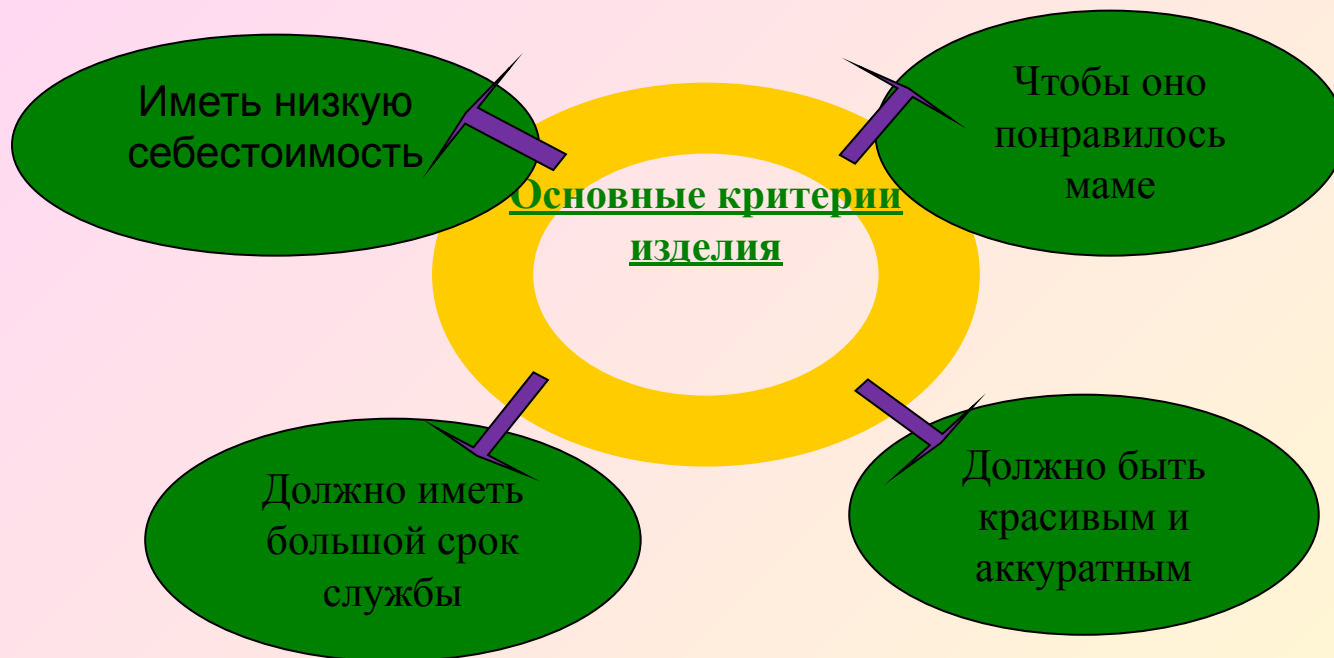 Иметь низкую
себестоимость
Чтобы оно
понравилось
маме
Основные критерии
изделия
Должно иметь
большой срок
службы
Должно быть
красивым и
аккуратным